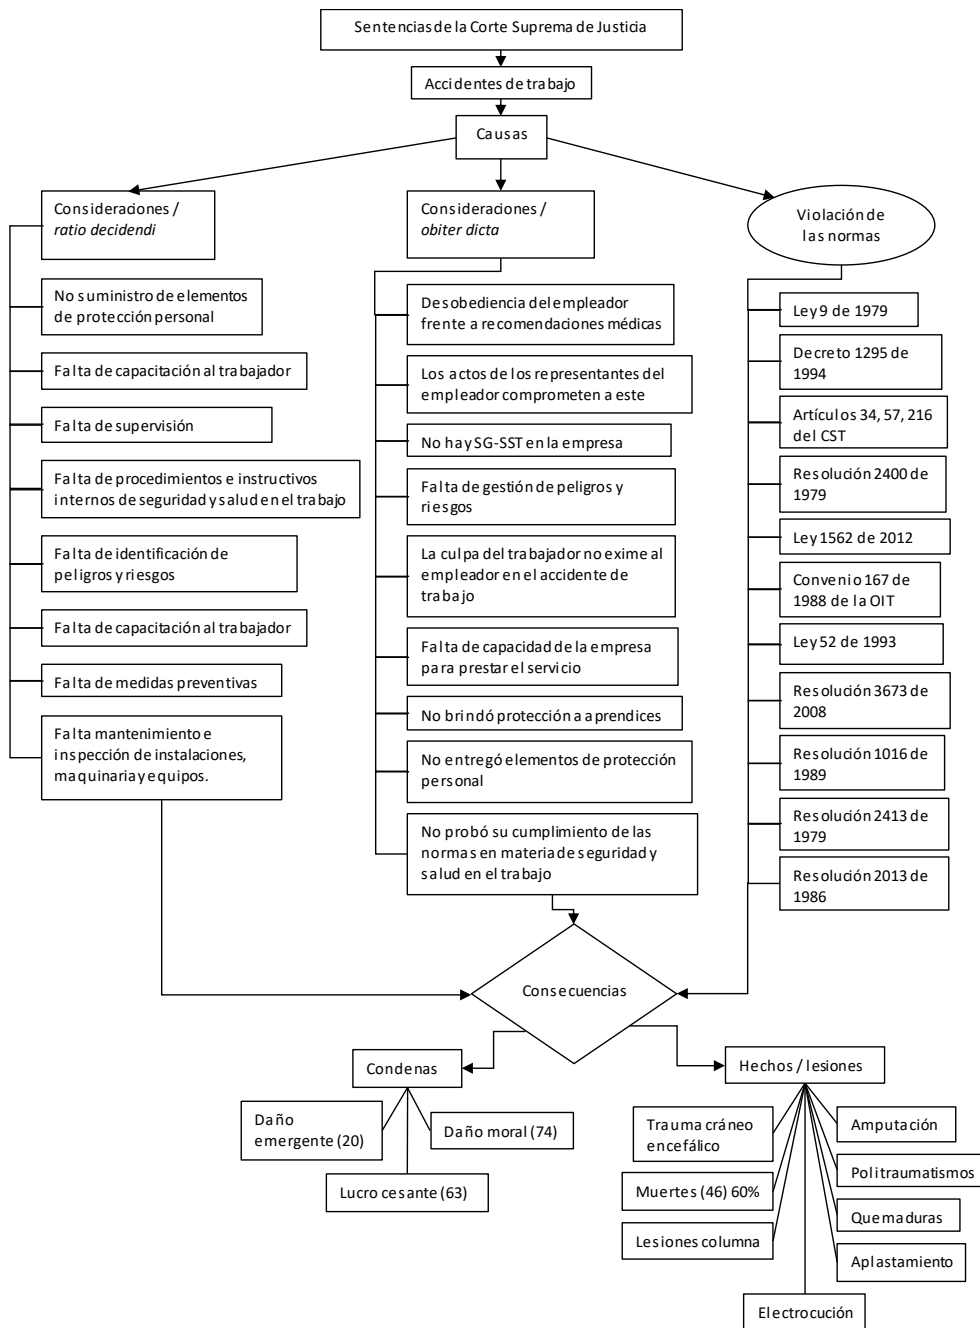 Sentencias de la Corte Suprema de Justicia
Accidentes de trabajo
Causas
Consideraciones /
ratio decidendi
No suministro de elementos
de protección personal
Falta de capacitación al trabajador
Falta de supervisión
Falta de procedimientos e instructivos
internos de seguridad y salud en el trabajo
Falta de identificación de
peligros y riesgos
Falta de capacitación al trabajador
Falta de medidas preventivas
Falta mantenimiento e
inspección de instalaciones,
maquinaria y equipos.
Consideraciones /
obiter dicta
Desobediencia del empleador
frente a recomendaciones médicas
Los actos de los representantes del
empleador comprometen a este
No hay SG-SST en la empresa
Falta de gestión de peligros y
riesgos
La culpa del trabajador no exime al
empleador en el accidente de
trabajo
Falta de capacidad de la empresa
para prestar el servicio
No brindó protección a aprendices
No entregó elementos de protección
personal
No probó su cumplimiento de las
normas en materia de seguridad y
salud en el trabajo
Violación de
las normas
Ley 9 de 1979
Decreto 1295 de
1994
Artículos 34, 57, 216
del CST
Resolución 2400 de
1979
Ley 1562 de 2012
Convenio 167 de
1988 de la OIT
Ley 52 de 1993
Resolución 3673 de
2008
Resolución 1016 de
1989
Resolución 2413 de
1979
Resolución 2013 de
1986
Consecuencias
Condenas
Daño
emergente (20)
Daño moral (74)
Lucro cesante (63)
Hechos / lesiones
Trauma cráneo
encefálico
Muertes (46) 60%
Lesiones columna
Amputación
Politraumatismos
Quemaduras
Aplastamiento
Electrocución